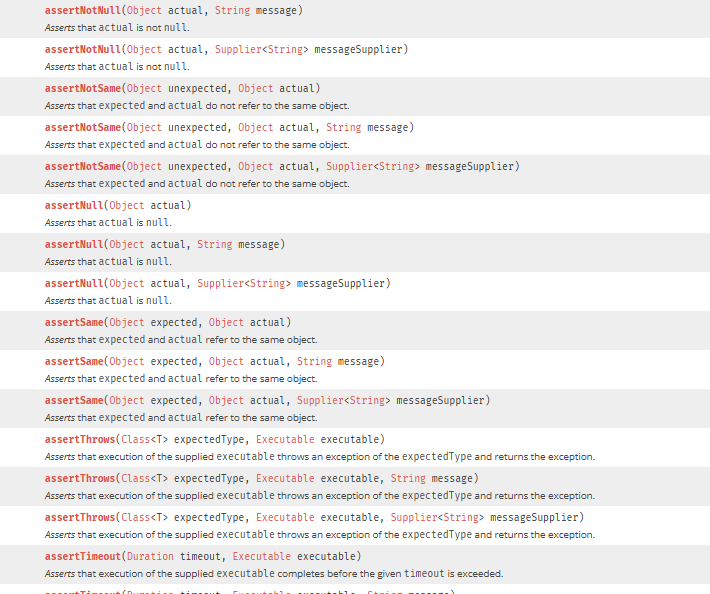 assertNotNull(Object actual, String message)
Asserts that actual is not null.
assertNotNull(Object actual, Supplier<String> messageSupplier)
Asserts that actual is not null.
assertNotSame(Object unexpected, Object actual)
Asserts that expected and actual do not refer to the same object.
assertNotSame(Object unexpected, Object actual, String message)
Asserts that expected and actual do not refer to the same object.
assertNotSame(Object unexpected, Object actual, Supplier<String> messageSupplier)
Asserts that expected and actual do not refer to the same object.
assertNull(Object actual)
Asserts that actual is null.
assertNull(Object actual, String message)
Asserts that actual is null.
assertNull(Object actual, Supplier<String> messageSupplier)
Asserts that actual is null.
assertSame(Object expected, Object actual)
Asserts that expected and actual refer to the same object.
assertSame(Object expected, Object actual, String message)
Asserts that expected and actual refer to the same object.
assertSame(Object expected, Object actual, Supplier<String> messageSupplier)
Asserts that expected and actual refer to the same object.
assertThrows(Class<T> expectedType, Executable executable)
Asserts that execution of the supplied executable throws an exception of the expectedType and returns the exception.
assertThrows(Class<T> expectedType, Executable executable, String message)
Asserts that execution of the supplied executable throws an exception of the expectedType and returns the exception.
assertThrows(Class<T> expectedType, Executable executable, Supplier<String> messageSupplier)
Asserts that execution of the supplied executable throws an exception of the expectedType and returns the exception.
assertTimeout(Duration timeout, Executable executable)
Asserts that execution of the supplied executable completes before the given timeout is exceeded.
assertTimeout(Duration timeout, Executable executable, String message)